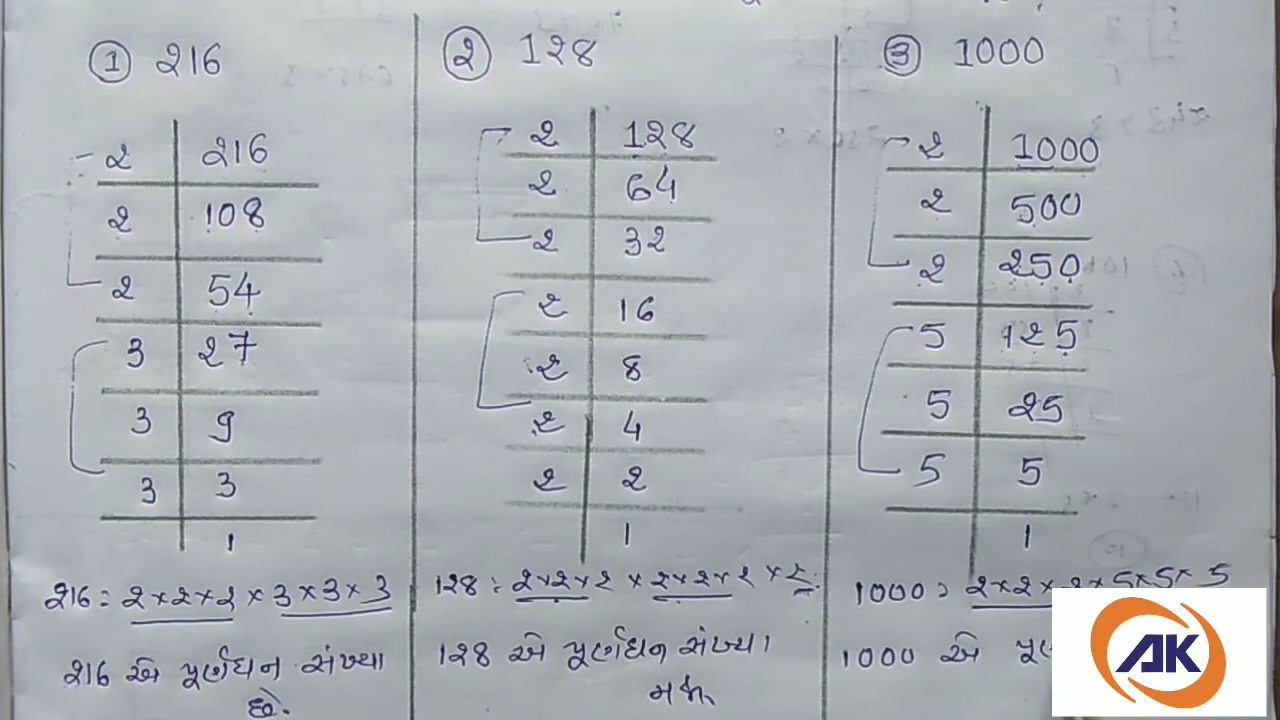 ① 216
2 | 216
2 | 108
2 | 54
3 | 27
3 | 9
3 | 3
1
216 = 2 × 2 × 2 × 3 × 3 × 3
216 એ પૂર્ણઘન સંખ્યા
છે.
② 128
2 | 128
2 | 64
2 | 32
2 | 16
2 | 8
2 | 4
2 | 2
1
128 = 2 × 2 × 2 × 2 × 2 × 2 × 2
128 એ પૂર્ણઘન સંખ્યા
નથી.
③ 1000
2 | 1000
2 | 500
2 | 250
5 | 125
5 | 25
5 | 5
1
1000 = 2 × 2 × 2 × 5 × 5 × 5
1000 એ
AK